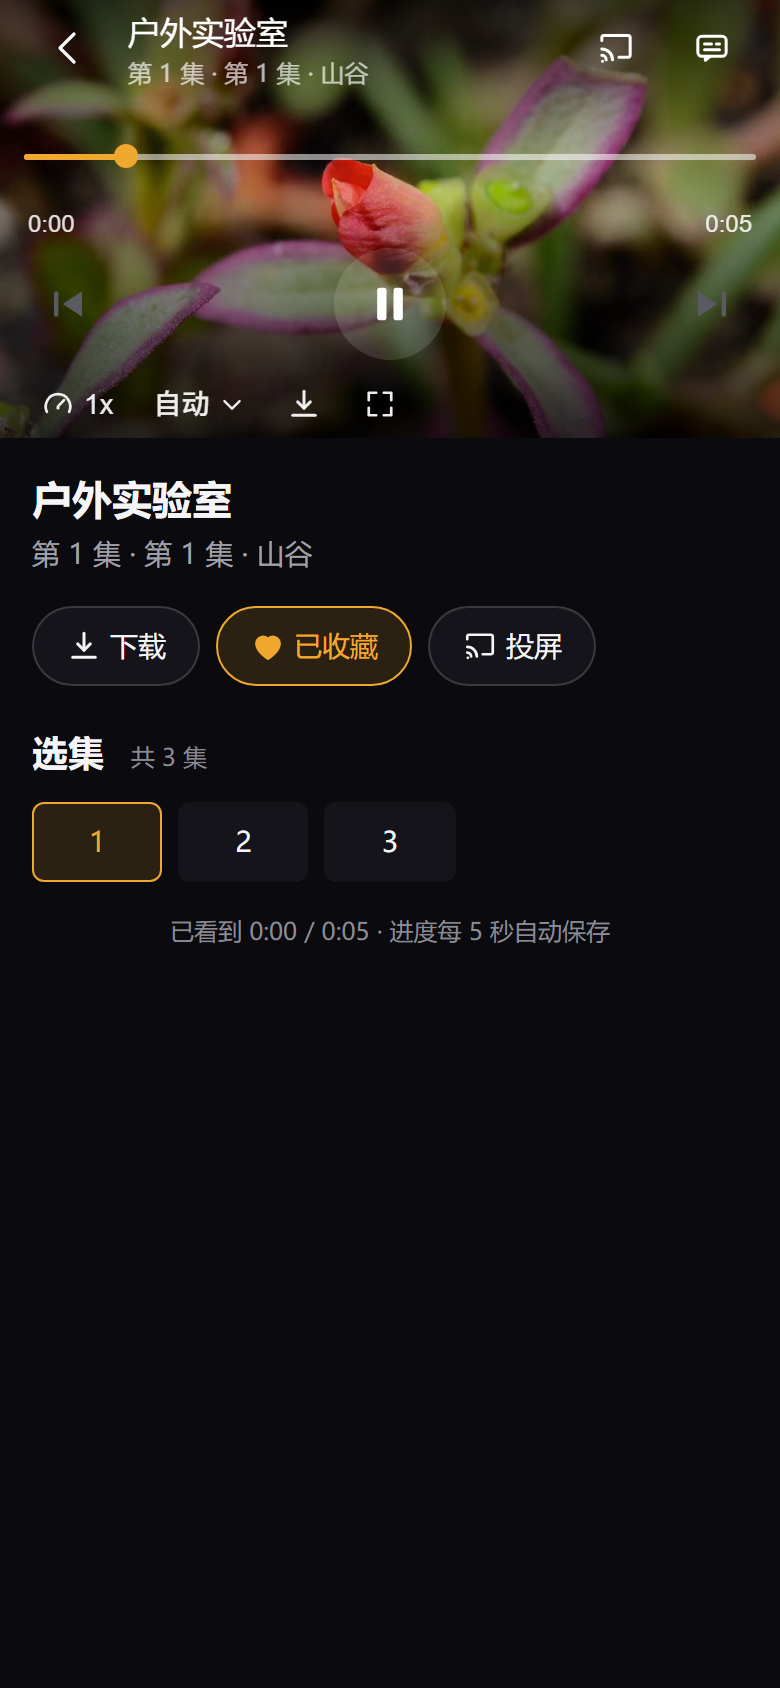 户外实验室
第 1 集 · 第 1 集 · 山谷
0:00
0:05
1x 自动
户外实验室
第 1 集 · 第 1 集 · 山谷
下载 已收藏 投屏
选集 共 3 集
1 2 3
已看到 0:00 / 0:05 · 进度每 5 秒自动保存